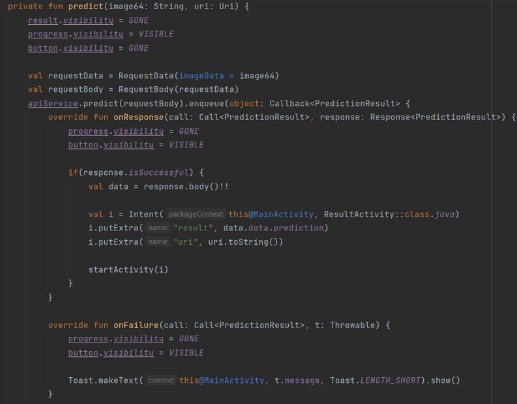 private fun predict(image64: String, uri: Uri) {
result.visibility = GONE
progress.visibility = VISIBLE
button.visibility = GONE
val requestData = RequestData(imageData = image64)
val requestBody = RequestBody(requestData)
apiService.predict(requestBody).enqueue(object: Callback<PredictionResult> {
override fun onResponse(call: Call<PredictionResult>, response: Response<PredictionResult>) {
progress.visibility = GONE
button.visibility = VISIBLE
if(response.isSuccessful) {
val data = response.body()!!
val i = Intent( packageContext: this@MainActivity, ResultActivity::class.java)
i.putExtra( name: "result", data.data.prediction)
i.putExtra( name: "uri", uri.toString())
startActivity(i)
}
}
override fun onFailure(call: Call<PredictionResult>, t: Throwable) {
progress.visibility = GONE
button.visibility = VISIBLE
Toast.makeText( context: this@MainActivity, t.message, Toast.LENGTH_SHORT).show()
}